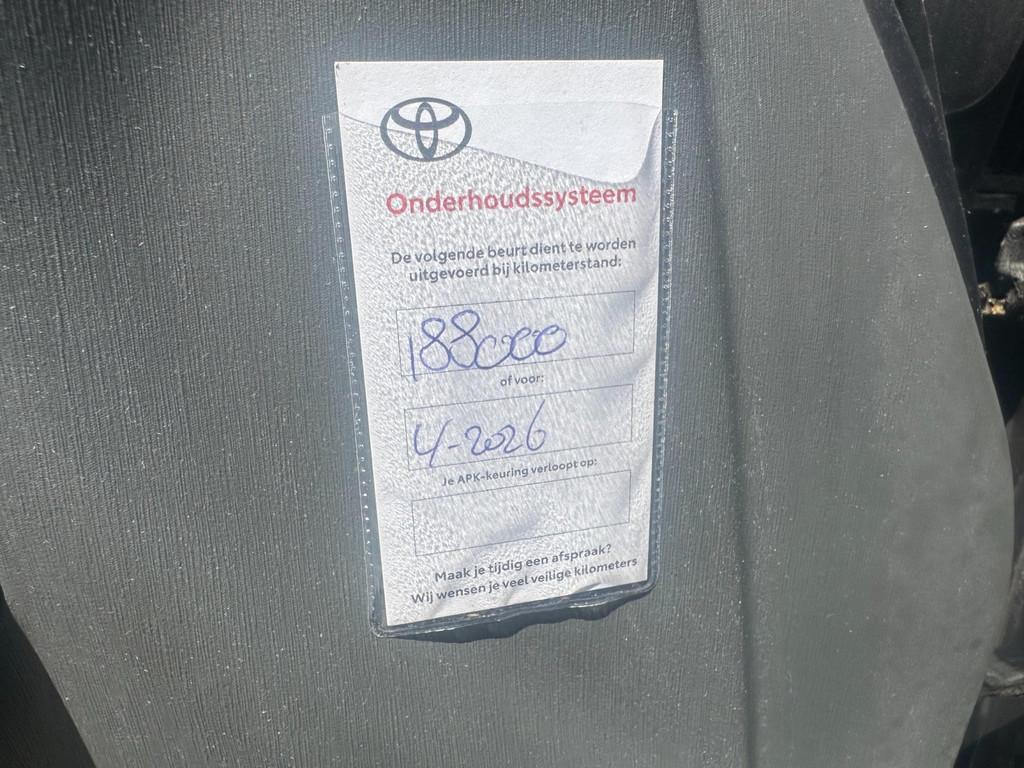 Onderhoudssysteem
De volgende beurt dient te worden
uitgevoerd bij kilometerstand:
188000
of voor:
4-2026
Je APK-keuring verloopt op:
Maak je tijdig een afspraak?
Wij wensen je veel veilige kilometers